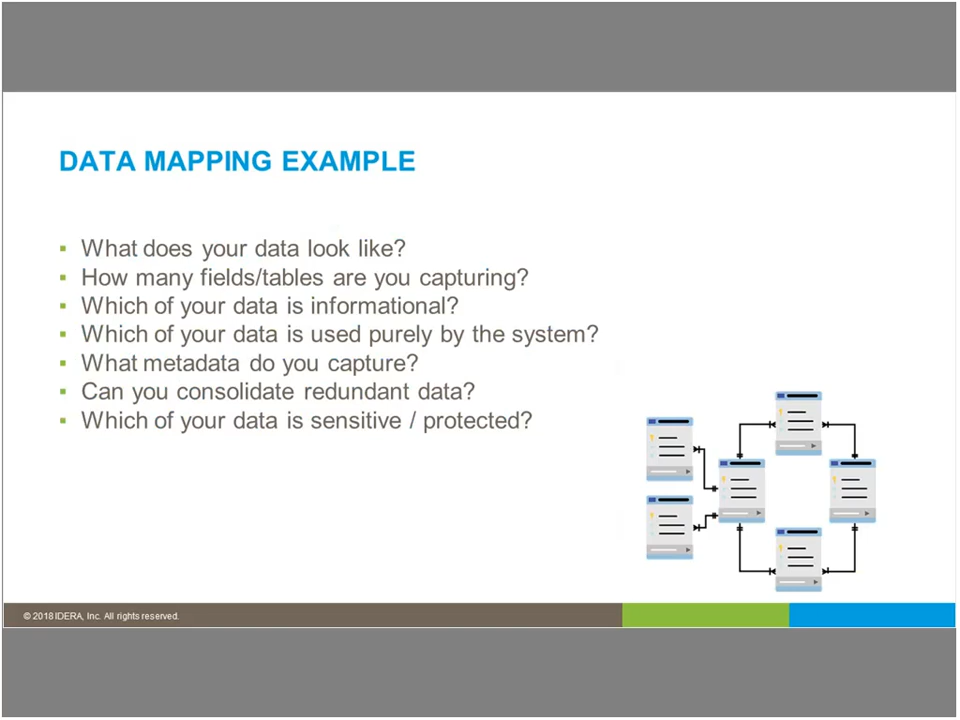 DATA MAPPING EXAMPLE
▪ What does your data look like?
▪ How many fields/tables are you capturing?
▪ Which of your data is informational?
▪ Which of your data is used purely by the system?
▪ What metadata do you capture?
▪ Can you consolidate redundant data?
▪ Which of your data is sensitive / protected?
© 2018 IDERA, Inc. All rights reserved.